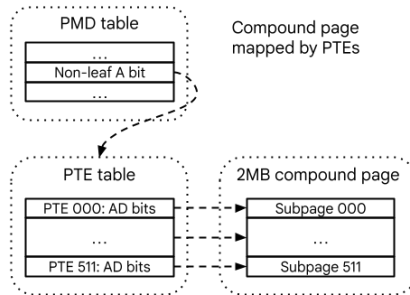 PMD table
...
Non-leaf A bit
...
Compound page
mapped by PTEs
PTE table
PTE 000: AD bits
...
PTE 511: AD bits
2MB compound page
Subpage 000
...
Subpage 511